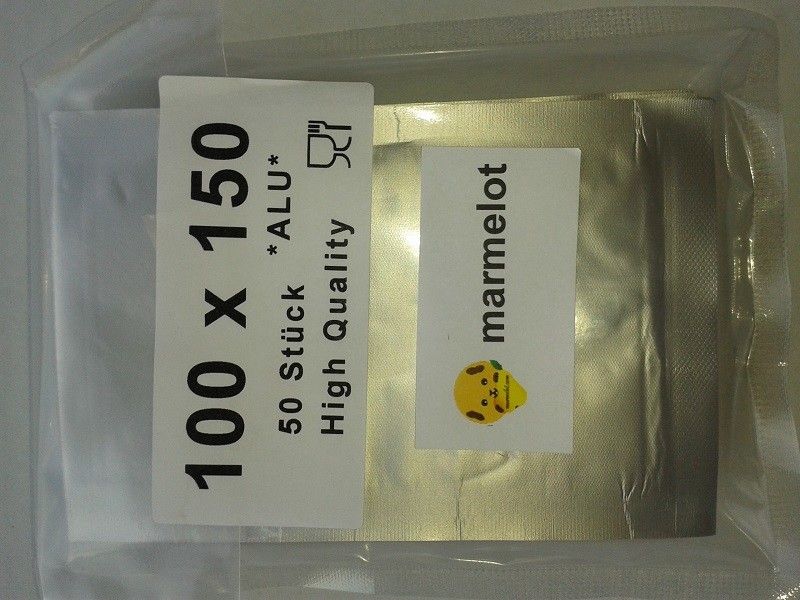 100 x 150
50 Stück *ALU*
High Quality
marmelot